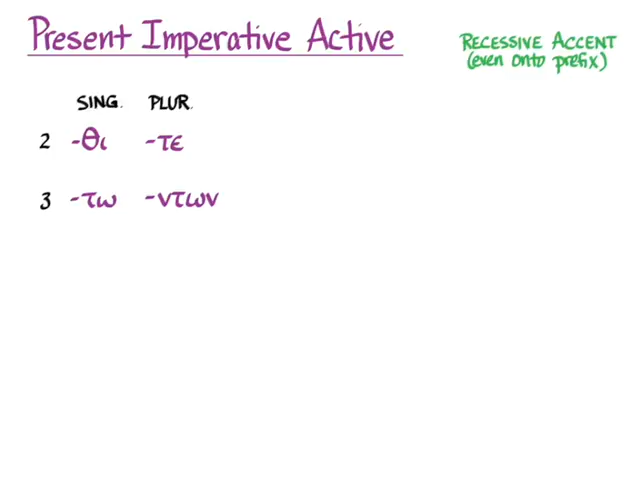 Present Imperative Active
RECESSIVE ACCENT
(even onto prefix)
SING. PLUR.
2 -θι -τε
3 -τω -ντων